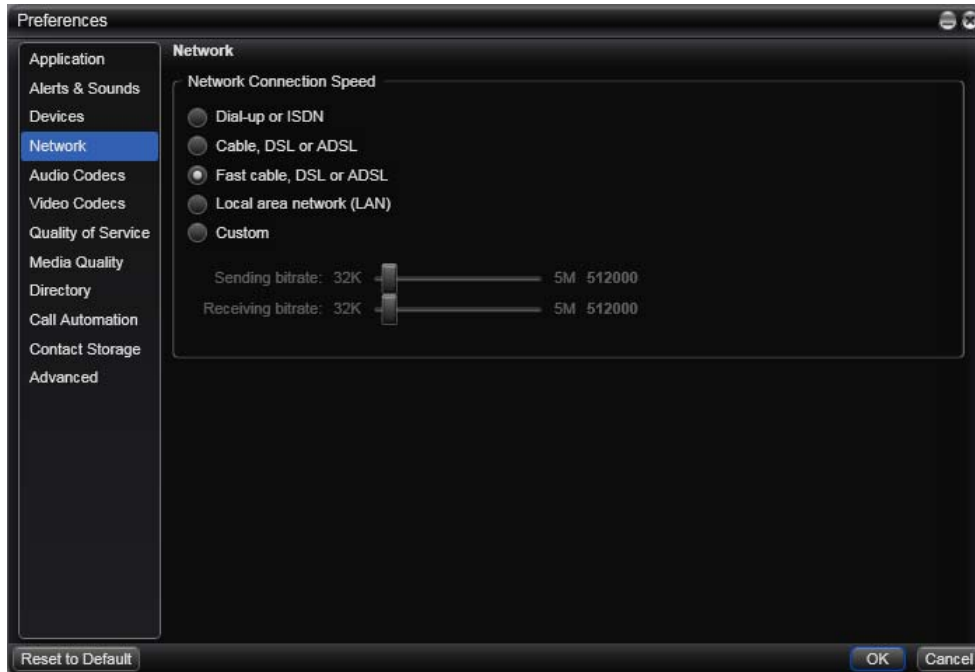 Preferences
Application
Alerts & Sounds
Devices
Network
Audio Codecs
Video Codecs
Quality of Service
Media Quality
Directory
Call Automation
Contact Storage
Advanced
Network
Network Connection Speed
Dial-up or ISDN
Cable, DSL or ADSL
Fast cable, DSL or ADSL
Local area network (LAN)
Custom
Sending bitrate: 32K 5M 512000
Receiving bitrate: 32K 5M 512000
Reset to Default OK Cancel